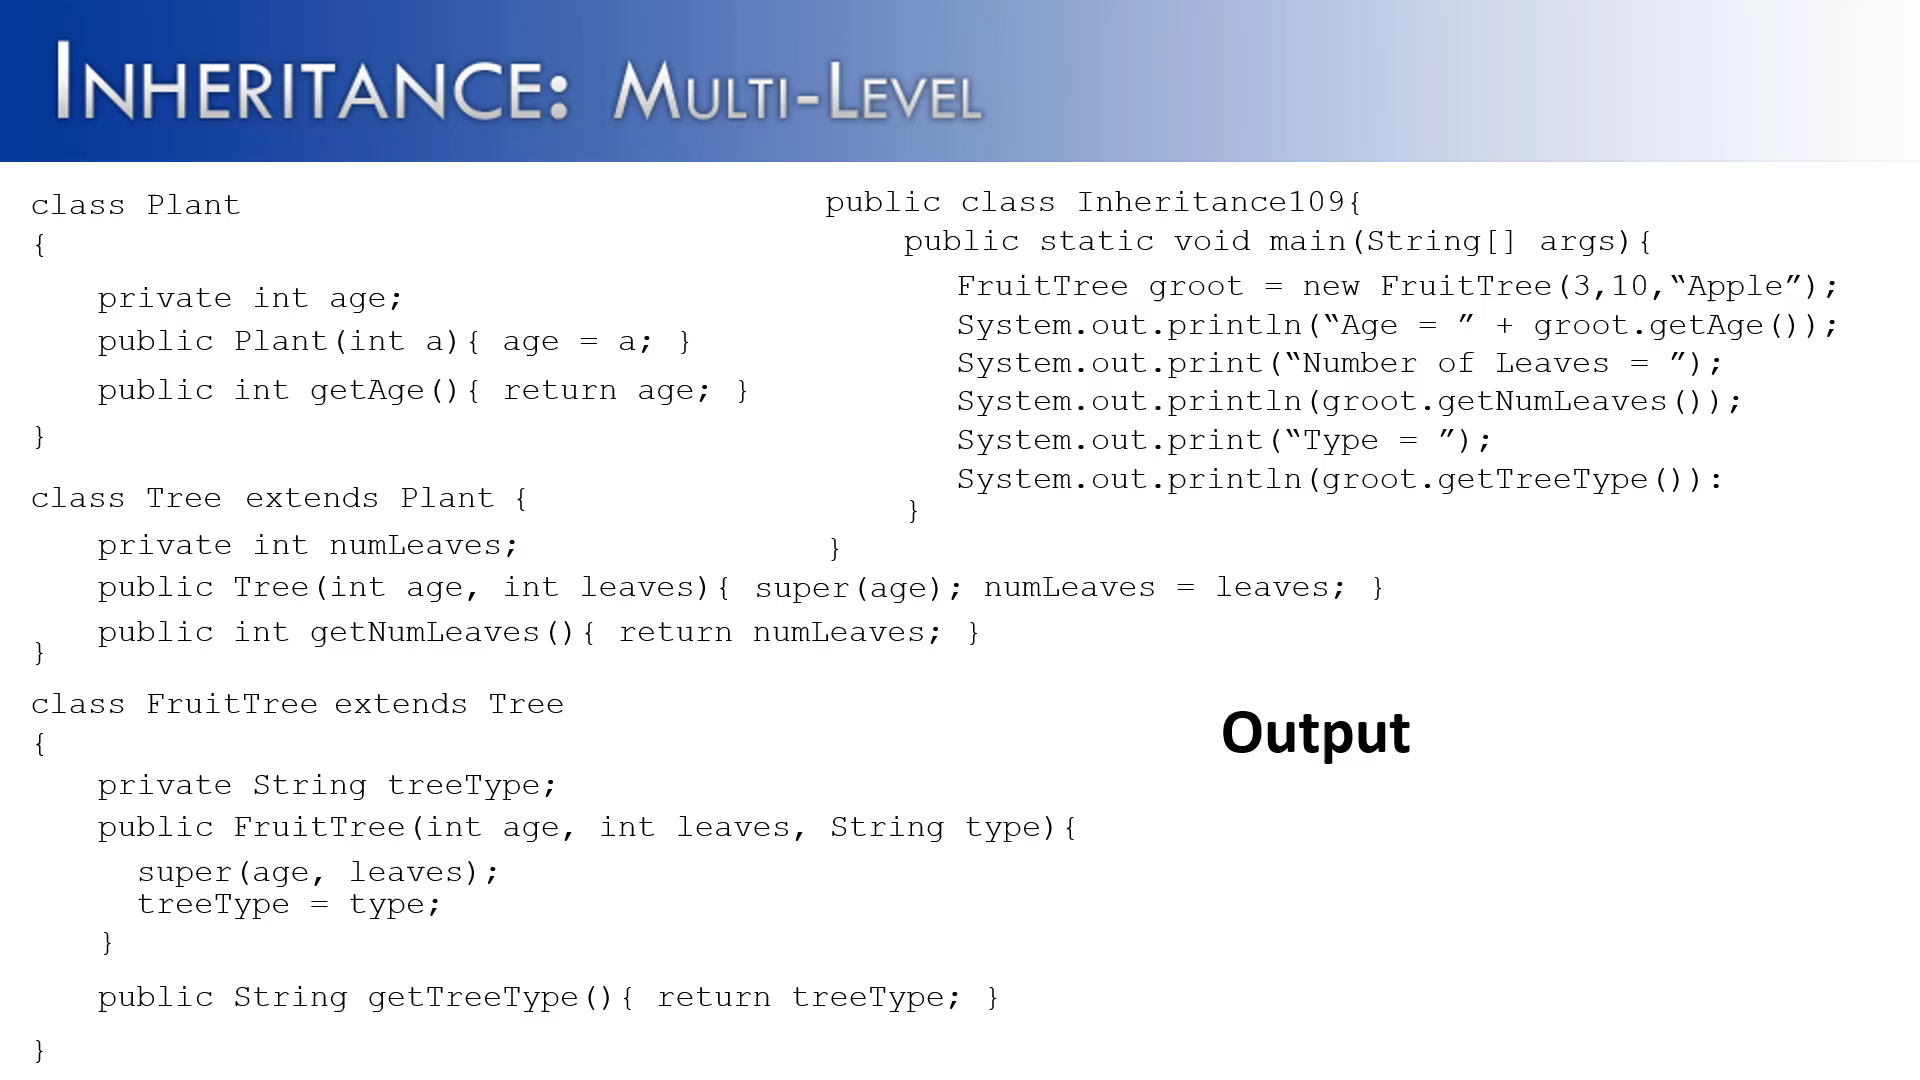 INHERITANCE: MULTI-LEVEL
class Plant
{
private int age;
public Plant(int a){ age = a; }
public int getAge(){ return age; }
}
class Tree extends Plant {
private int numLeaves;
public Tree(int age, int leaves){ super(age); numLeaves = leaves; }
public int getNumLeaves(){ return numLeaves; }
}
class FruitTree extends Tree
{
private String treeType;
public FruitTree(int age, int leaves, String type){
super(age, leaves);
treeType = type;
}
public String getTreeType(){ return treeType; }
}
public class Inheritance109{
public static void main(String[] args){
FruitTree groot = new FruitTree(3,10,“Apple”);
System.out.println(“Age = ” + groot.getAge());
System.out.print(“Number of Leaves = ”);
System.out.println(groot.getNumLeaves());
System.out.print(“Type = ”);
System.out.println(groot.getTreeType()):
}
}
Output